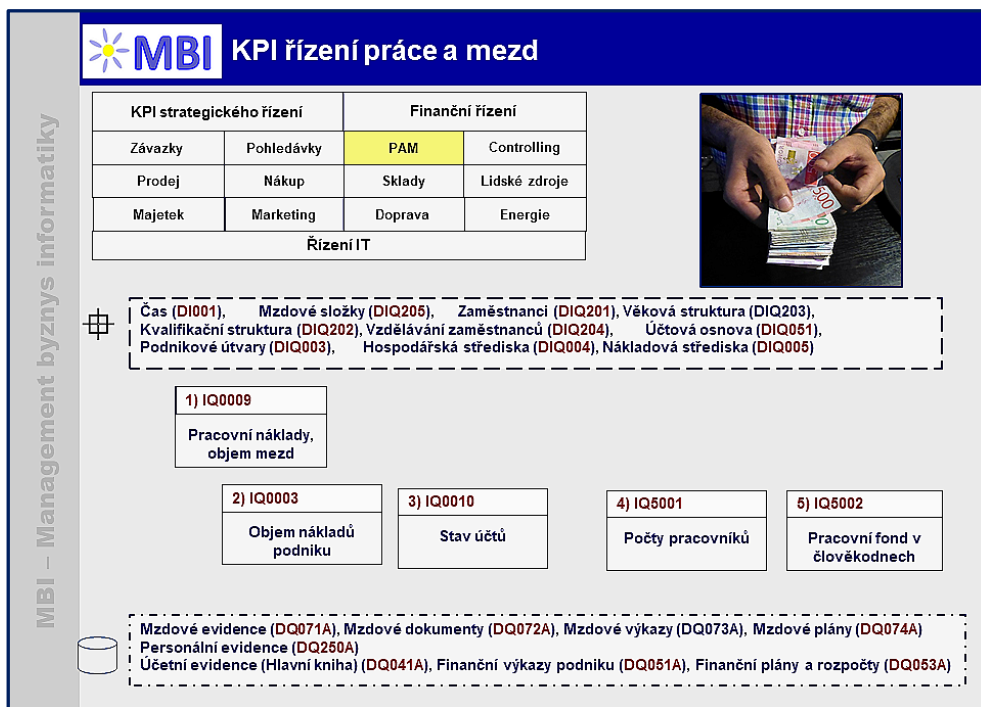 MBI – Management byznys informatiky
MBI
KPI řízení práce a mezd
KPI strategického řízení Finanční řízení
Závazky Pohledávky PAM Controlling
Prodej Nákup Sklady Lidské zdroje
Majetek Marketing Doprava Energie
Řízení IT
500
Čas (DI001), Mzdové složky (DIQ205), Zaměstnanci (DIQ201), Věková struktura (DIQ203),
Kvalifikační struktura (DIQ202), Vzdělávání zaměstnanců (DIQ204), Účtová osnova (DIQ051),
Podnikové útvary (DIQ003), Hospodářská střediska (DIQ004), Nákladová střediska (DIQ005)
1) IQ0009
Pracovní náklady,
objem mezd
2) IQ0003
Objem nákladů
podniku
3) IQ0010
Stav účtů
4) IQ5001
Počty pracovníků
5) IQ5002
Pracovní fond v
člověkodnech
Mzdové evidence (DQ071A), Mzdové dokumenty (DQ072A), Mzdové výkazy (DQ073A), Mzdové plány (DQ074A)
Personální evidence (DQ250A)
Účetní evidence (Hlavní kniha) (DQ041A), Finanční výkazy podniku (DQ051A), Finanční plány a rozpočty (DQ053A)